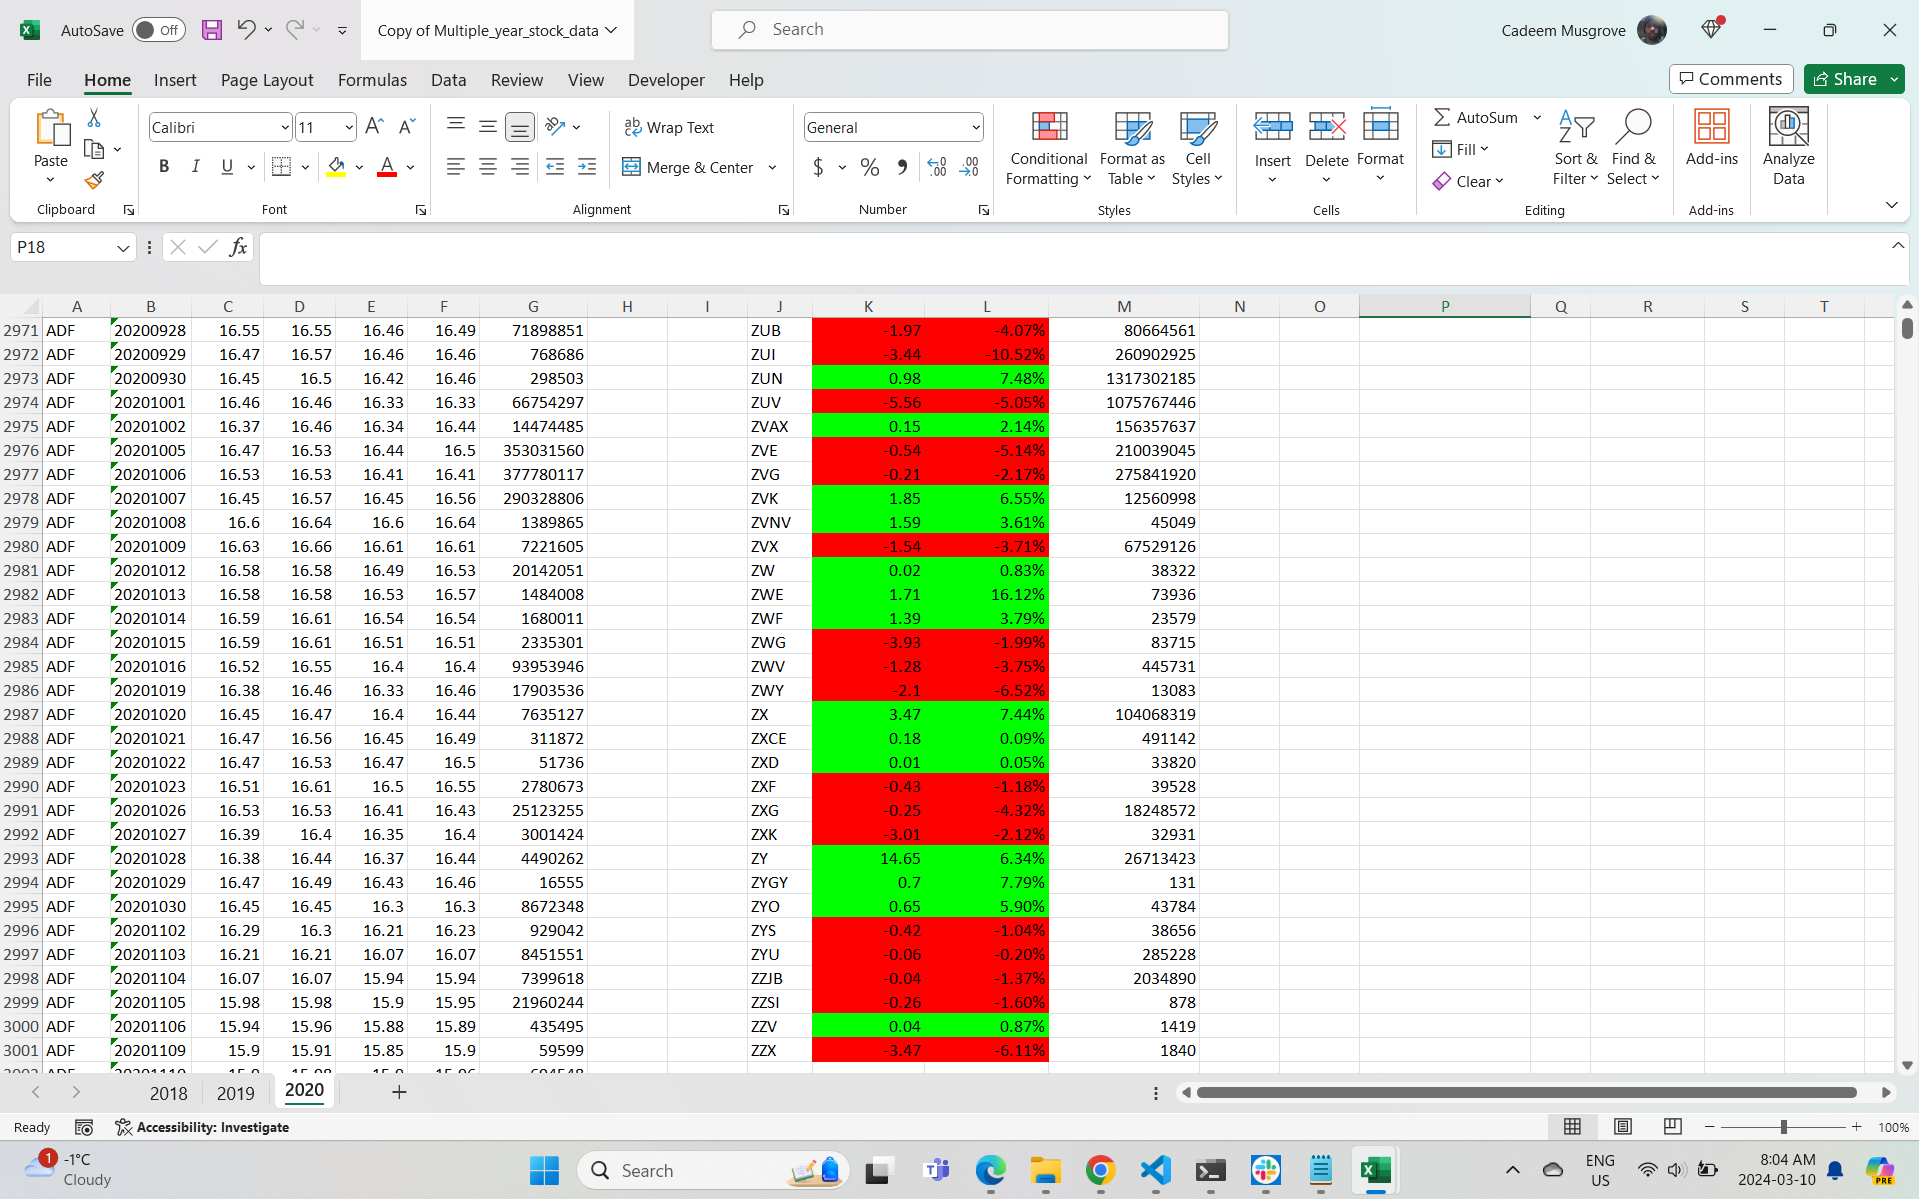 AutoSave Off Copy of Multiple_year_stock_data Search Cadeem Musgrove
File Home Insert Page Layout Formulas Data Review View Developer Help Comments Share
Paste Calibri 11 Wrap Text General Conditional Formatting Format as Table Cell Styles Insert Delete Format AutoSum Sort & Filter Find & Select Add-ins Analyze Data
B I U Merge & Center $ % Fill
Clear
Clipboard Font Alignment Number Styles Cells Editing Add-ins
P18 fx
A B C D E F G H I J K L M N O P Q R S T
2971 ADF 20200928 16.55 16.55 16.46 16.49 71898851 ZUB -1.97 -4.07% 80664561
2972 ADF 20200929 16.47 16.57 16.46 16.46 768686 ZUI -3.44 -10.52% 260902925
2973 ADF 20200930 16.45 16.5 16.42 16.46 298503 ZUN 0.98 7.48% 1317302185
2974 ADF 20201001 16.46 16.46 16.33 16.33 66754297 ZUV -5.56 -5.05% 1075767446
2975 ADF 20201002 16.37 16.46 16.34 16.44 14474485 ZVAX 0.15 2.14% 156357637
2976 ADF 20201005 16.47 16.53 16.44 16.5 353031560 ZVE -0.54 -5.14% 210039045
2977 ADF 20201006 16.53 16.53 16.41 16.41 377780117 ZVG -0.21 -2.17% 275841920
2978 ADF 20201007 16.45 16.57 16.45 16.56 290328806 ZVK 1.85 6.55% 12560998
2979 ADF 20201008 16.6 16.64 16.6 16.64 1389865 ZVNV 1.59 3.61% 45049
2980 ADF 20201009 16.63 16.66 16.61 16.61 7221605 ZVX -1.54 -3.71% 67529126
2981 ADF 20201012 16.58 16.58 16.49 16.53 20142051 ZW 0.02 0.83% 38322
2982 ADF 20201013 16.58 16.58 16.53 16.57 1484008 ZWE 1.71 16.12% 73936
2983 ADF 20201014 16.59 16.61 16.54 16.54 1680011 ZWF 1.39 3.79% 23579
2984 ADF 20201015 16.59 16.61 16.51 16.51 2335301 ZWG -3.93 -1.99% 83715
2985 ADF 20201016 16.52 16.55 16.4 16.4 93953946 ZWV -1.28 -3.75% 445731
2986 ADF 20201019 16.38 16.46 16.33 16.46 17903536 ZWY -2.1 -6.52% 13083
2987 ADF 20201020 16.45 16.47 16.4 16.44 7635127 ZX 3.47 7.44% 104068319
2988 ADF 20201021 16.47 16.56 16.45 16.49 311872 ZXCE 0.18 0.09% 491142
2989 ADF 20201022 16.47 16.53 16.47 16.5 51736 ZXD 0.01 0.05% 33820
2990 ADF 20201023 16.51 16.61 16.5 16.55 2780673 ZXF -0.43 -1.18% 39528
2991 ADF 20201026 16.53 16.53 16.41 16.43 25123255 ZXG -0.25 -4.32% 18248572
2992 ADF 20201027 16.39 16.4 16.35 16.4 3001424 ZXK -3.01 -2.12% 32931
2993 ADF 20201028 16.38 16.44 16.37 16.44 4490262 ZY 14.65 6.34% 26713423
2994 ADF 20201029 16.47 16.49 16.43 16.46 16555 ZYGY 0.7 7.79% 131
2995 ADF 20201030 16.45 16.45 16.3 16.3 8672348 ZYO 0.65 5.90% 43784
2996 ADF 20201102 16.29 16.3 16.21 16.23 929042 ZYS -0.42 -1.04% 38656
2997 ADF 20201103 16.21 16.21 16.07 16.07 8451551 ZYU -0.06 -0.20% 285228
2998 ADF 20201104 16.07 16.07 15.94 15.94 7399618 ZZJB -0.04 -1.37% 2034890
2999 ADF 20201105 15.98 15.98 15.9 15.95 21960244 ZZSI -0.26 -1.60% 878
3000 ADF 20201106 15.94 15.96 15.88 15.89 435495 ZZV 0.04 0.87% 1419
3001 ADF 20201109 15.9 15.91 15.85 15.9 59599 ZZX -3.47 -6.11% 1840
2018 2019 2020
Ready Accessibility: Investigate 100%
1 -1°C
Cloudy
Search
ENG
US
8:04 AM
2024-03-10
PRE